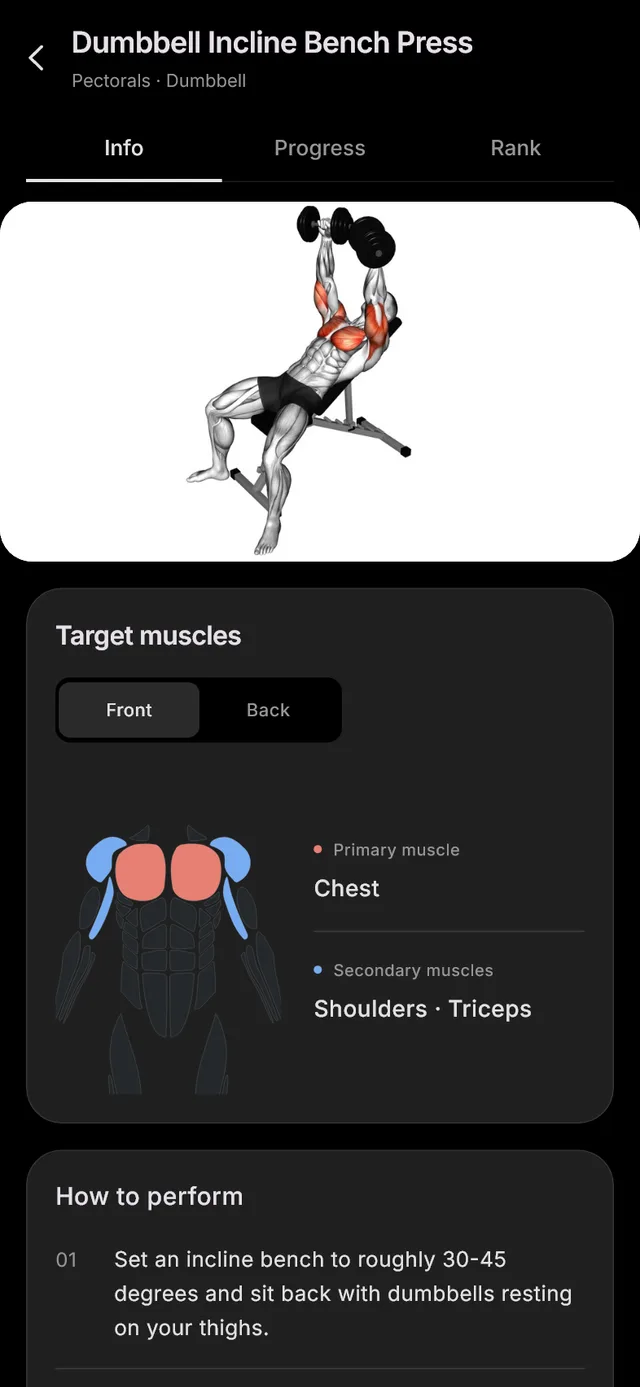 Dumbbell Incline Bench Press
Pectorals · Dumbbell
Info
Progress
Rank
Target muscles
Front
Back
Primary muscle
Chest
Secondary muscles
Shoulders · Triceps
How to perform
01
Set an incline bench to roughly 30-45
degrees and sit back with dumbbells resting
on your thighs.